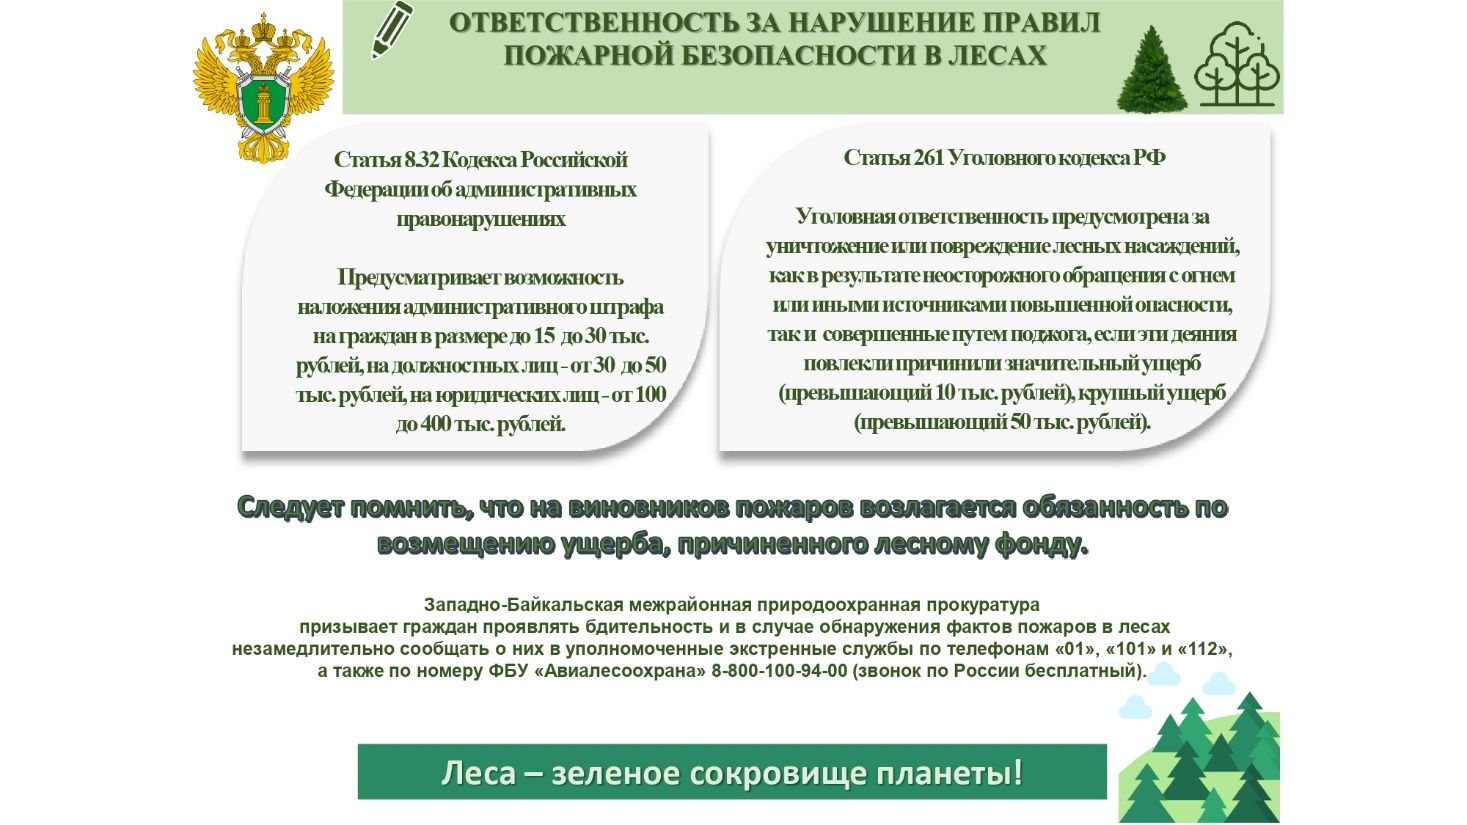 ОТВЕТСТВЕННОСТЬ ЗА НАРУШЕНИЕ ПРАВИЛ
ПОЖАРНОЙ БЕЗОПАСНОСТИ В ЛЕСАХ
Статья 8.32 Кодекса Российской
Федерации об административных
правонарушениях
Предусматривает возможность
наложения административного штрафа
на граждан в размере до 15 до 30 тыс.
рублей, на должностных лиц - от 30 до 50
тыс. рублей, на юридических лиц - от 100
до 400 тыс. рублей.
Статья 261 Уголовного кодекса РФ
Уголовная ответственность предусмотрена за
уничтожение или повреждение лесных насаждений,
как в результате неосторожного обращения с огнем
или иными источниками повышенной опасности,
так и совершенные путем поджога, если эти деяния
повлекли причинили значительный ущерб
(превышающий 10 тыс. рублей), крупный ущерб
(превышающий 50 тыс. рублей).
Следует помнить, что на виновников пожаров возлагается обязанность по
возмещению ущерба, причиненного лесному фонду.
Западно-Байкальская межрайонная природоохранная прокуратура
призывает граждан проявлять бдительность и в случае обнаружения фактов пожаров в лесах
незамедлительно сообщать о них в уполномоченные экстренные службы по телефонам «01», «101» и «112»,
а также по номеру ФБУ «Авиалесоохрана» 8-800-100-94-00 (звонок по России бесплатный).
Леса – зеленое сокровище планеты!